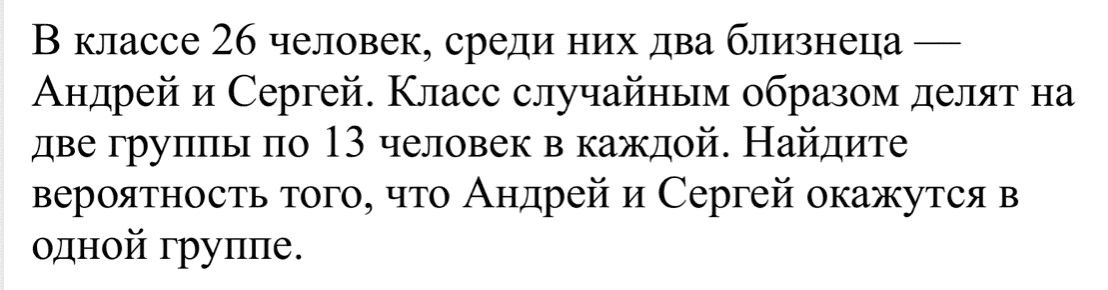 В классе 26 человек, среди них два близнеца —
Андрей и Сергей. Класс случайным образом делят на
две группы по 13 человек в каждой. Найдите
вероятность того, что Андрей и Сергей окажутся в
одной группе.